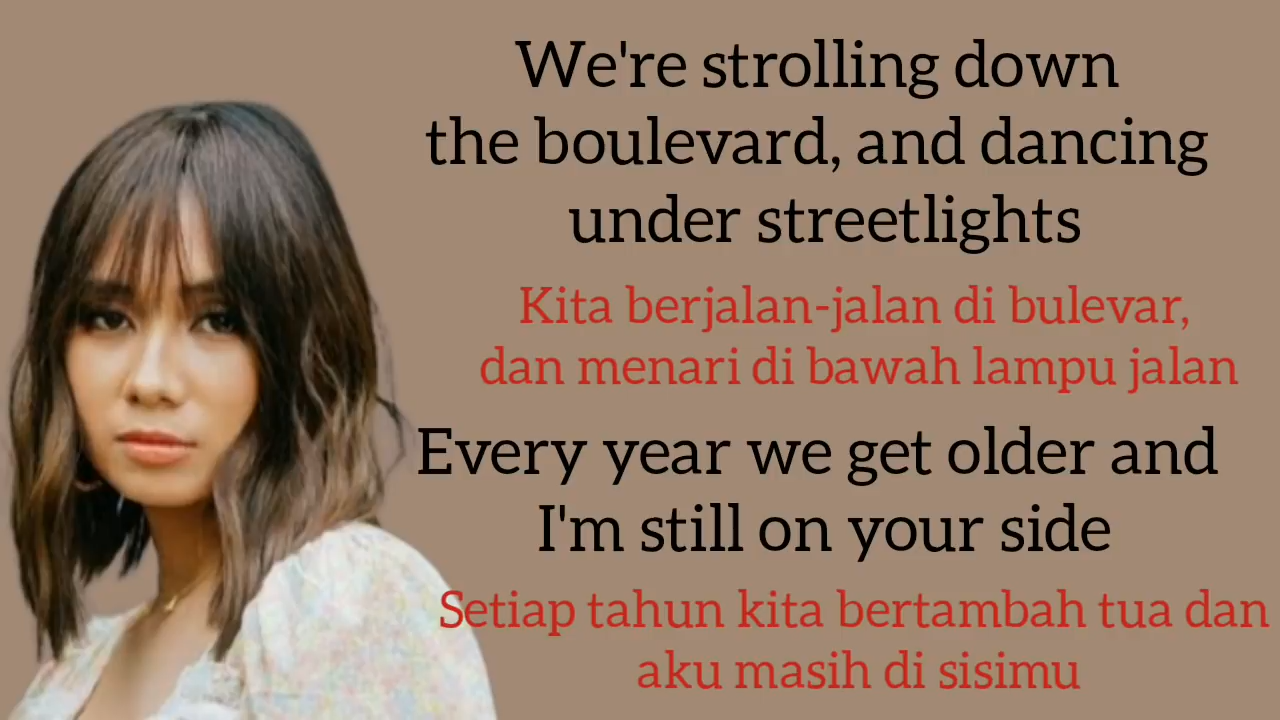 We're strolling down
the boulevard, and dancing
under streetlights
Kita berjalan-jalan di bulevar,
dan menari di bawah lampu jalan
Every year we get older and
I'm still on your side
Setiap tahun kita bertambah tua dan
aku masih di sisimu